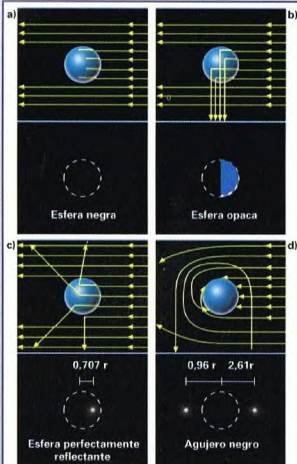 a)
b)
Esfera negra
Esfera opaca
c)
d)
0,707 r
0,96 r
2,61r
Esfera perfectamente
reflectante
Agujero negro